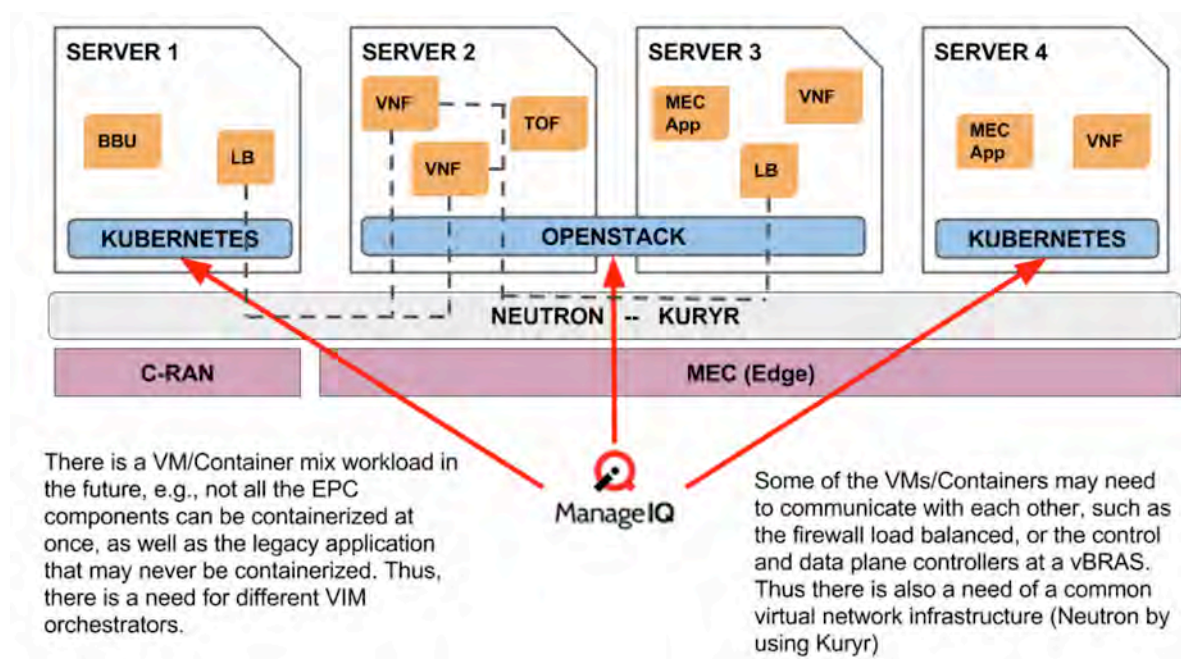 SERVER 1
BBU
LB
KUBERNETES
SERVER 2
VNF
TOF
VNF
SERVER 3
MEC
App
VNF
LB
OPENSTACK
SERVER 4
MEC
App
VNF
KUBERNETES
NEUTRON -- KURYR
C-RAN
MEC (Edge)
ManageIQ
There is a VM/Container mix workload in
the future, e.g., not all the EPC
components can be containerized at
once, as well as the legacy application
that may never be containerized. Thus,
there is a need for different VIM
orchestrators.
Some of the VMs/Containers may need
to communicate with each other, such as
the firewall load balanced, or the control
and data plane controllers at a vBRAS.
Thus there is also a need of a common
virtual network infrastructure (Neutron by
using Kuryr)